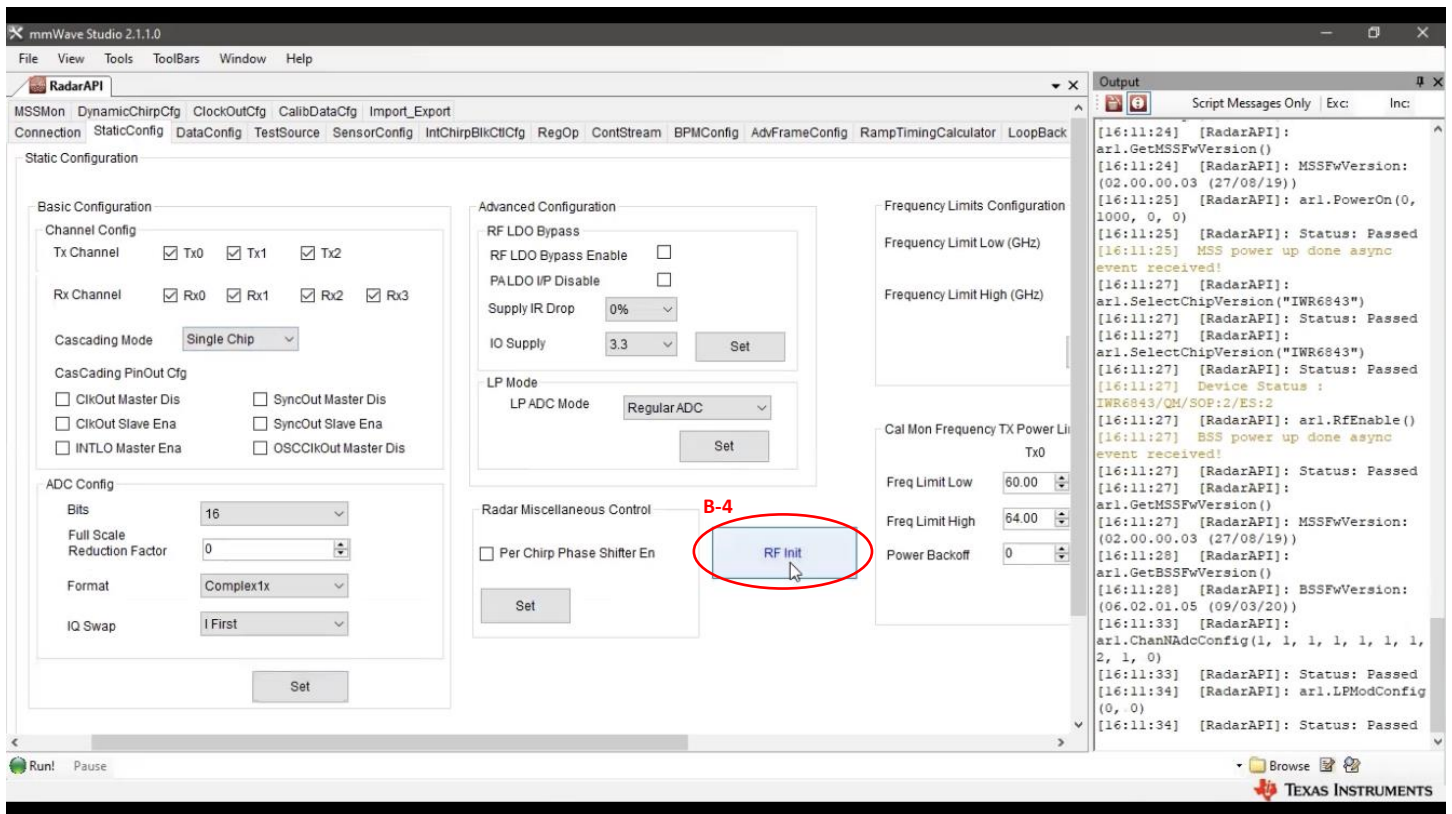 mmWave Studio 2.1.1.0
File View Tools ToolBars Window Help
RadarAPI
MSSMon DynamicChirpCfg ClockOutCfg CalibDataCfg Import_Export
Connection StaticConfig DataConfig TestSource SensorConfig IntChirpBlkCtlCfg RegOp ContStream BPMConfig AdvFrameConfig RampTimingCalculator LoopBack
Static Configuration
Basic Configuration
Channel Config
Tx Channel Tx0 Tx1 Tx2
Rx Channel Rx0 Rx1 Rx2 Rx3
Cascading Mode Single Chip
CasCading PinOut Cfg
ClkOut Master Dis SyncOut Master Dis
ClkOut Slave Ena SyncOut Slave Ena
INTLO Master Ena OSCClkOut Master Dis
ADC Config
Bits 16
Full Scale
Reduction Factor 0
Format Complex1x
IQ Swap I First
Set
Advanced Configuration
RF LDO Bypass
RF LDO Bypass Enable
PA LDO I/P Disable
Supply IR Drop 0%
IO Supply 3.3 Set
LP Mode
LP ADC Mode Regular ADC
Set
Radar Miscellaneous Control
Per Chirp Phase Shifter En
Set
B-4
RF Init
Frequency Limits Configuration
Frequency Limit Low (GHz)
Frequency Limit High (GHz)
Cal Mon Frequency TX Power Li
Tx0
Freq Limit Low 60.00
Freq Limit High 64.00
Power Backoff 0
Output
Script Messages Only Exc: Inc:
[16:11:24] [RadarAPI]:
ar1.GetMSSFwVersion()
[16:11:24] [RadarAPI]: MSSFwVersion:
(02.00.00.03 (27/08/19))
[16:11:25] [RadarAPI]: ar1.PowerOn(0,
1000, 0, 0)
[16:11:25] [RadarAPI]: Status: Passed
[16:11:25] MSS power up done async
event received!
[16:11:27] [RadarAPI]:
ar1.SelectChipVersion("IWR6843")
[16:11:27] [RadarAPI]: Status: Passed
[16:11:27] [RadarAPI]:
ar1.SelectChipVersion("IWR6843")
[16:11:27] [RadarAPI]: Status: Passed
[16:11:27] Device Status :
IWR6843/QM/SOP:2/ES:2
[16:11:27] [RadarAPI]: ar1.RfEnable()
[16:11:27] BSS power up done async
event received!
[16:11:27] [RadarAPI]: Status: Passed
[16:11:27] [RadarAPI]:
ar1.GetMSSFwVersion()
[16:11:27] [RadarAPI]: MSSFwVersion:
(02.00.00.03 (27/08/19))
[16:11:28] [RadarAPI]:
ar1.GetBSSFwVersion()
[16:11:28] [RadarAPI]: BSSFwVersion:
(06.02.01.05 (09/03/20))
[16:11:33] [RadarAPI]:
ar1.ChanNAdcConfig(1, 1, 1, 1, 1, 1, 1,
2, 1, 0)
[16:11:33] [RadarAPI]: Status: Passed
[16:11:34] [RadarAPI]: ar1.LPModConfig
(0, 0)
[16:11:34] [RadarAPI]: Status: Passed
Run! Pause
Browse
TEXAS INSTRUMENTS